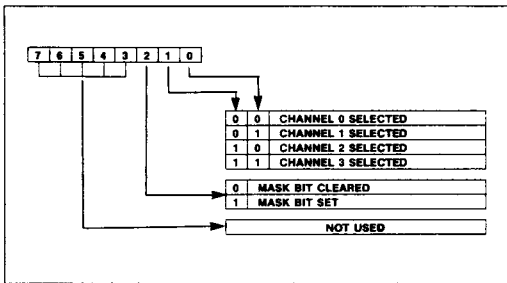 7 6 5 4 3 2 1 0
0 0 CHANNEL 0 SELECTED
0 1 CHANNEL 1 SELECTED
1 0 CHANNEL 2 SELECTED
1 1 CHANNEL 3 SELECTED
0 MASK BIT CLEARED
1 MASK BIT SET
NOT USED